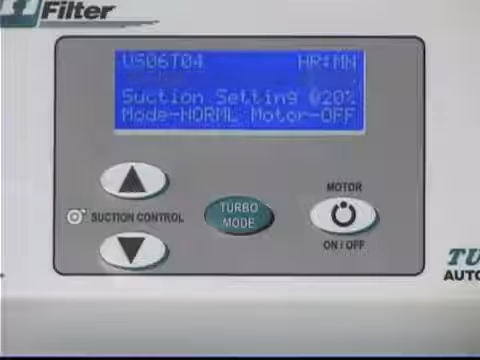 Filter
US06T04 HR:MN
Suction Setting @20%
Mode-NORML Motor-OFF
SUCTION CONTROL
TURBO
MODE
MOTOR
ON / OFF
TU
AUTO